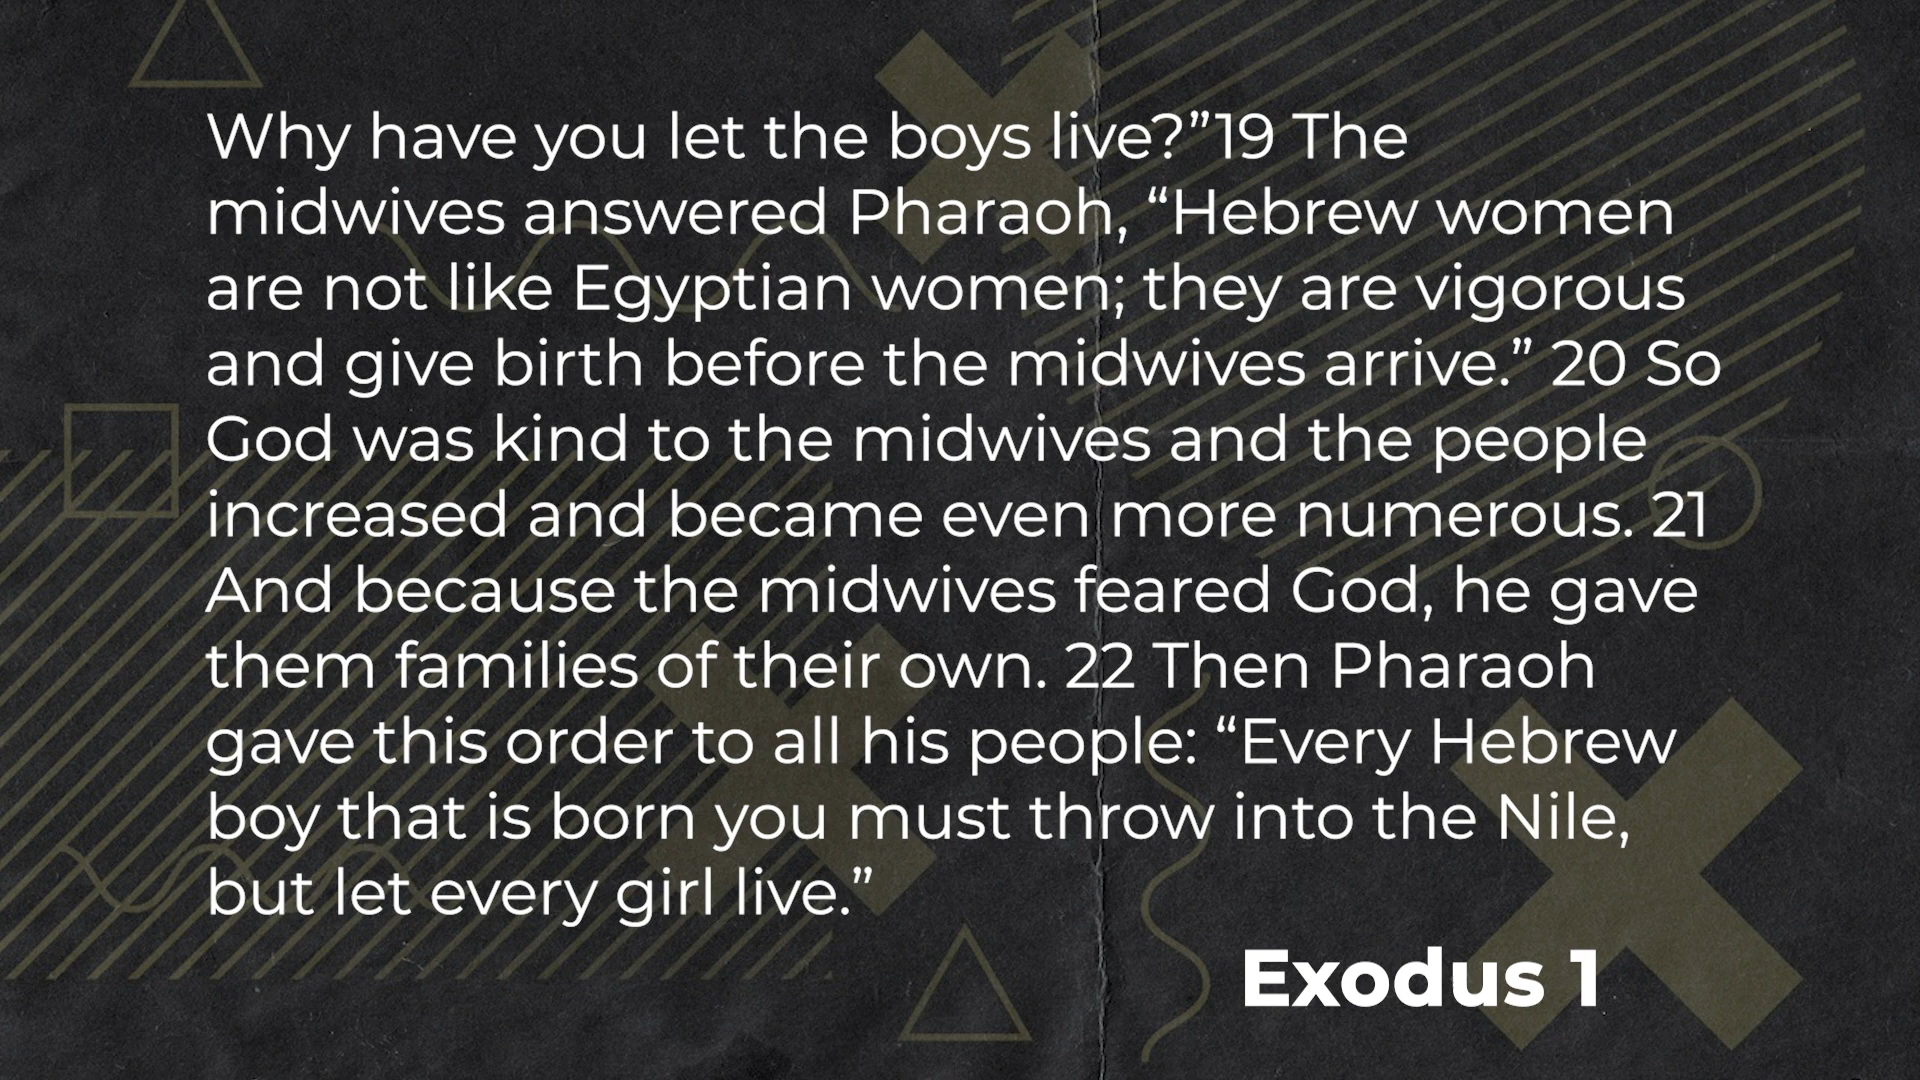 Why have you let the boys live?”19 The
midwives answered Pharaoh, “Hebrew women
are not like Egyptian women; they are vigorous
and give birth before the midwives arrive.” 20 So
God was kind to the midwives and the people
increased and became even more numerous. 21
And because the midwives feared God, he gave
them families of their own. 22 Then Pharaoh
gave this order to all his people: “Every Hebrew
boy that is born you must throw into the Nile,
but let every girl live.”
Exodus 1